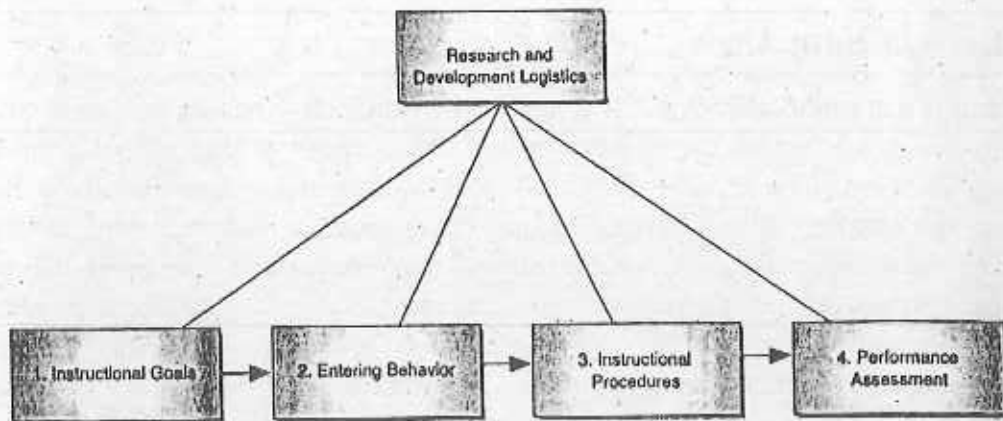 Research and
Development Logistics
1. Instructional Goals
2. Entering Behavior
3. Instructional
Procedures
4. Performance
Assessment